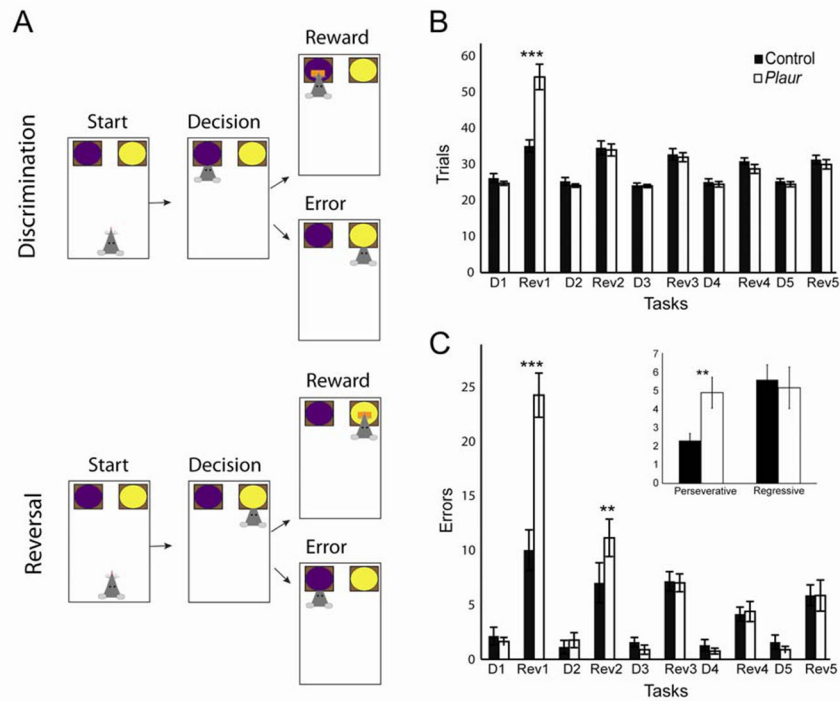 A
Discrimination
Start
Decision
Reward
Error
Reversal
Start
Decision
Reward
Error
B
Trials
60
50
40
30
20
10
0
***
Control
Plaur
D1 Rev1 D2 Rev2 D3 Rev3 D4 Rev4 D5 Rev5
Tasks
C
Errors
25
20
15
10
5
0
***
**
D1 Rev1 D2 Rev2 D3 Rev3 D4 Rev4 D5 Rev5
Tasks
7
6
5
4
3
2
1
0
**
Perseverative Regressive